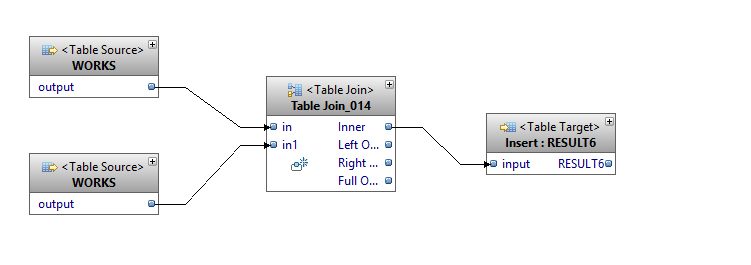 <Table Source>
WORKS
output
<Table Source>
WORKS
output
<Table Join>
Table Join_014
in Inner
in1 Left O...
Right ...
Full O...
<Table Target>
Insert : RESULT6
input RESULT6